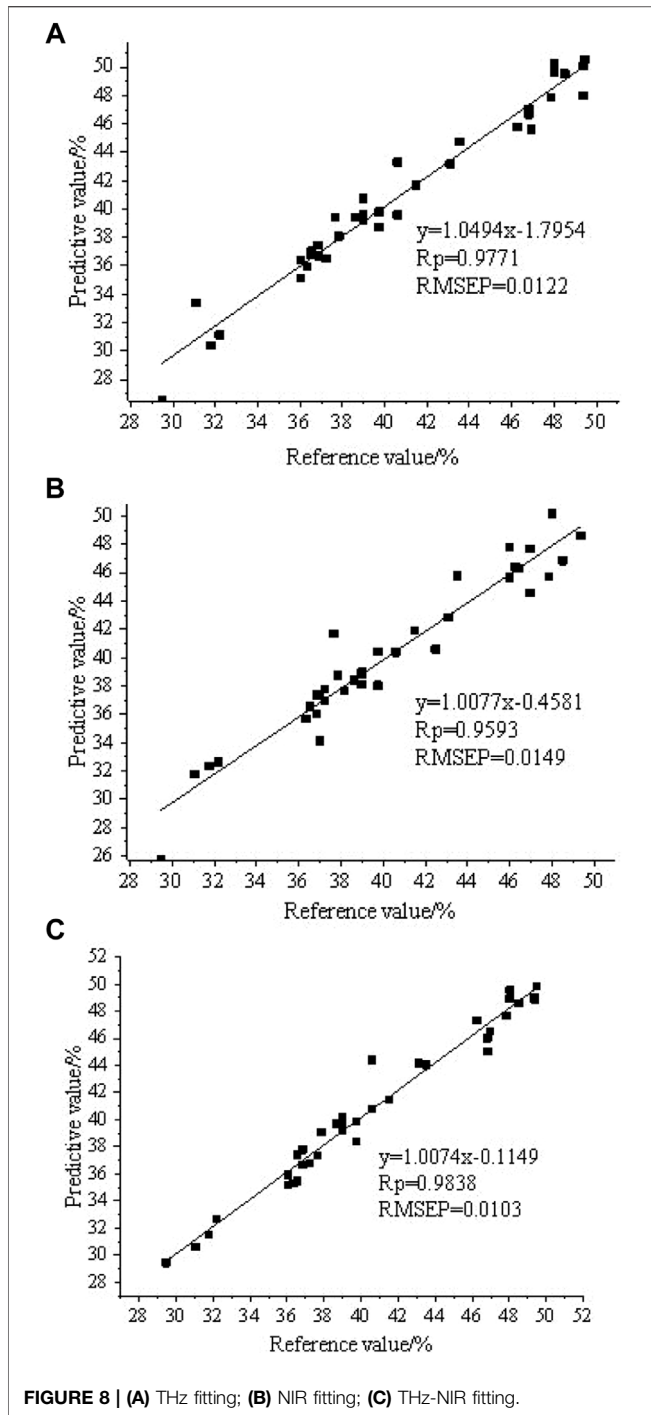 A
50
48
46
44
42
40
38
36
34
32
30
28
Predictive value/%
y=1.0494x-1.7954
Rp=0.9771
RMSEP=0.0122
28 30 32 34 36 38 40 42 44 46 48 50
Reference value/%
B
50
48
46
44
42
40
38
36
34
32
30
28
26
Predictive value/%
y=1.0077x-0.4581
Rp=0.9593
RMSEP=0.0149
28 30 32 34 36 38 40 42 44 46 48 50
Reference value/%
C
52
50
48
46
44
42
40
38
36
34
32
30
28
Predictive value/%
y=1.0074x-0.1149
Rp=0.9838
RMSEP=0.0103
28 30 32 34 36 38 40 42 44 46 48 50 52
Reference value/%
FIGURE 8 | (A) THz fitting; (B) NIR fitting; (C) THz-NIR fitting.